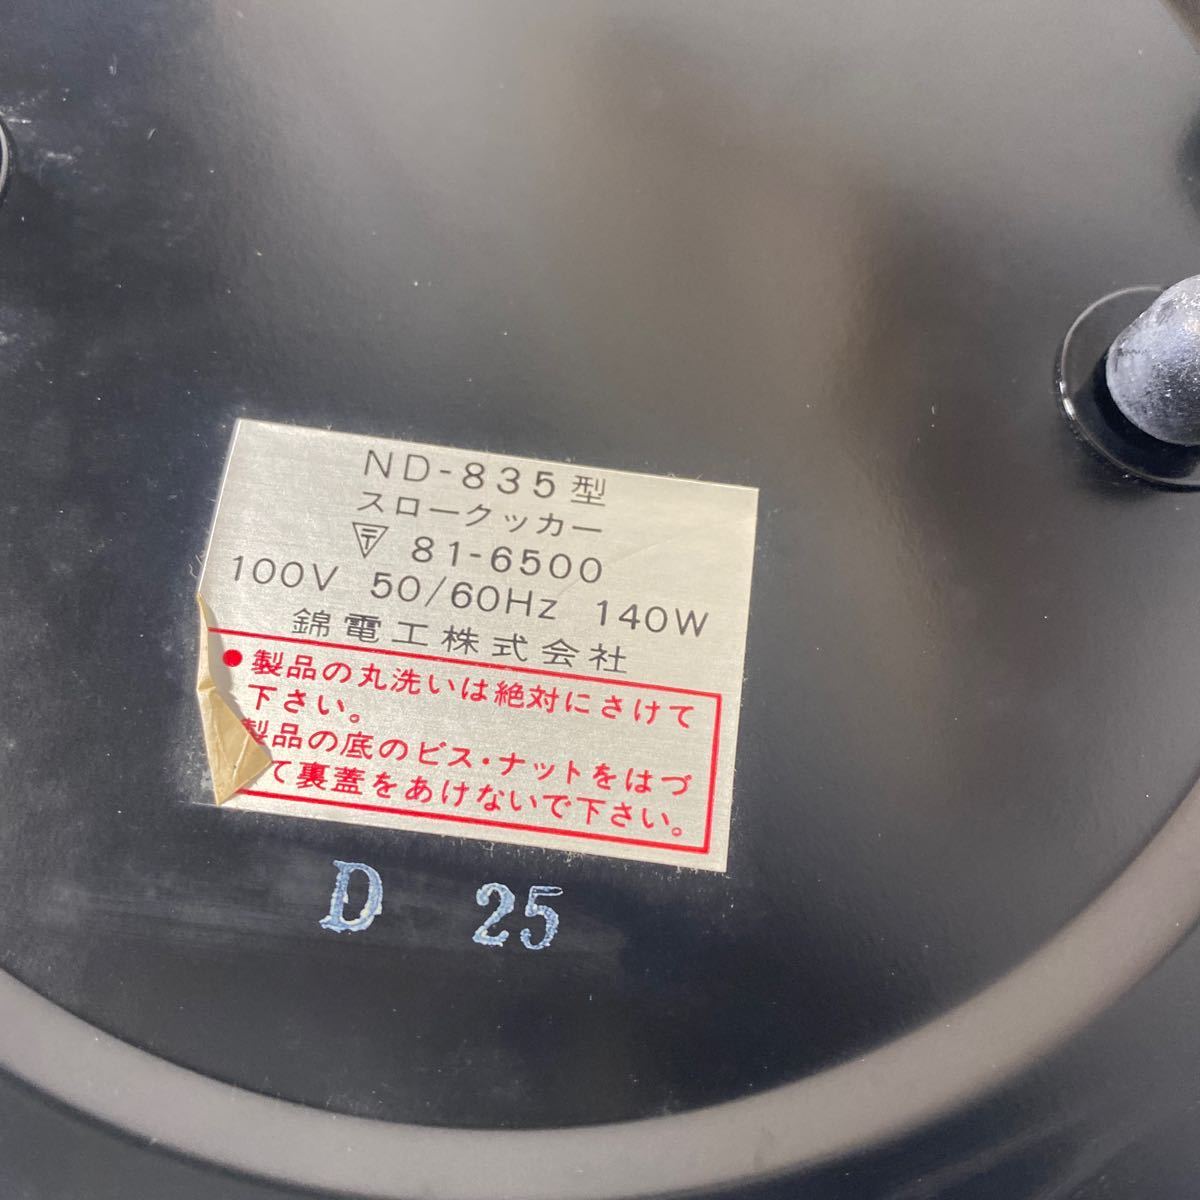 ND-835型
スロークッカー
〒 81-6500
100V 50/60Hz 140W
錦電工株式会社
●製品の丸洗いは絶対にさけて
下さい。
製品の底のビス・ナットをはづ
て裏蓋をあけないで下さい。
D 25